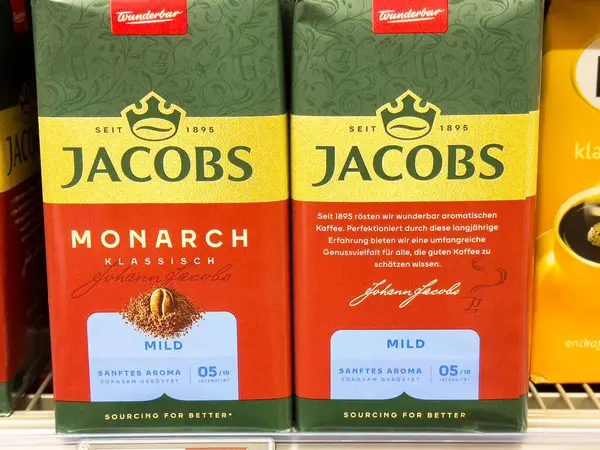 Wunderbar
SEIT 1895
JACOBS
MONARCH
KLASSISCH
Johann Jacobs
MILD
SANFTES AROMA
SORGSAM GERÖSTET
05/10
INTENSITÄT
SOURCING FOR BETTER*
Wunderbar
SEIT 1895
JACOBS
Seit 1895 rösten wir wunderbar aromatischen
Kaffee. Perfektioniert durch diese langjährige
Erfahrung bieten wir eine umfangreiche
Genussvielfalt für alle, die guten Kaffee zu
schätzen wissen.
Johann Jacobs
MILD
SANFTES AROMA
SORGSAM GERÖSTET
05/10
INTENSITÄT
SOURCING FOR BETTER*
kla